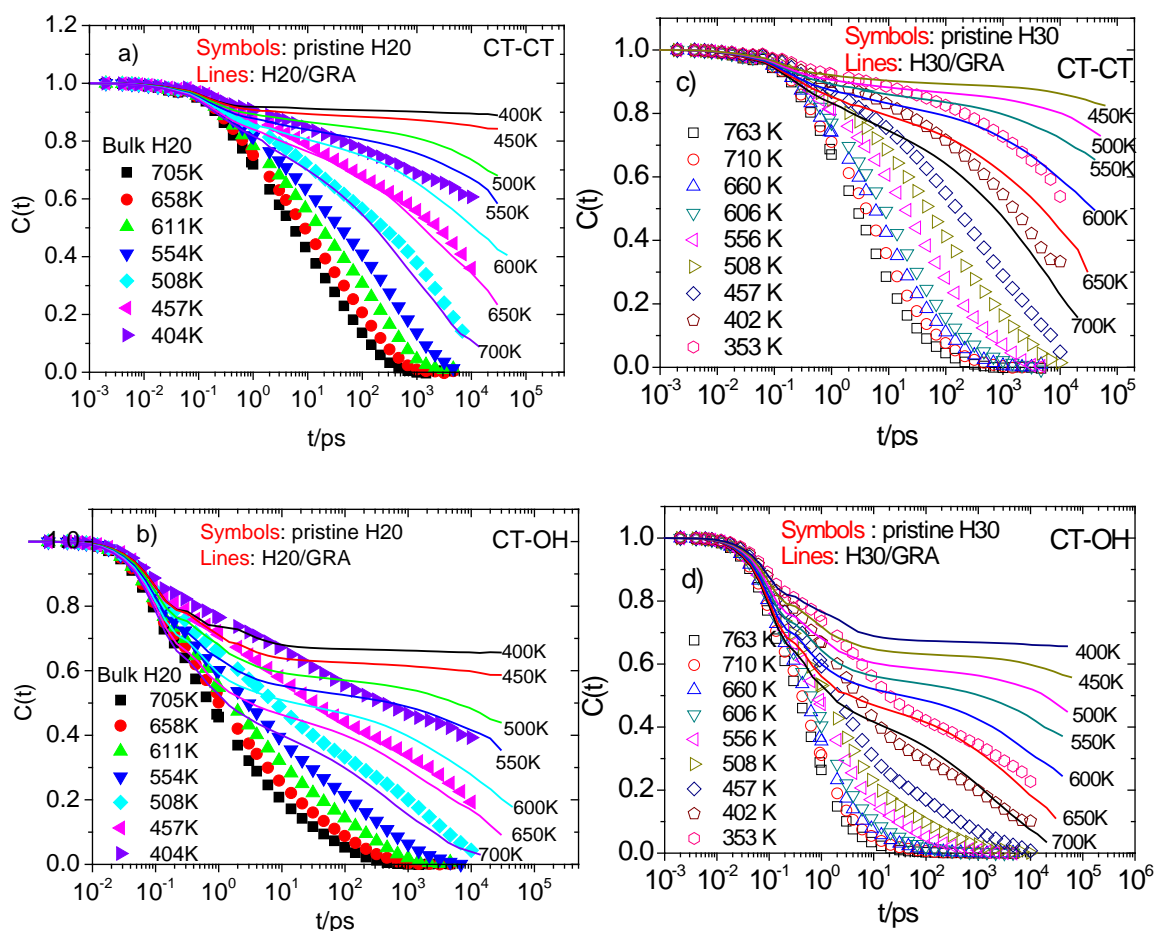 a)
Symbols: pristine H20
Lines: H20/GRA
CT-CT
Bulk H20
705K
658K
611K
554K
508K
457K
404K
400K
450K
500K
550K
600K
650K
700K
1.2
1.0
0.8
0.6
0.4
0.2
0.0
C(t)
10⁻³ 10⁻² 10⁻¹ 10⁰ 10¹ 10² 10³ 10⁴ 10⁵
t/ps
c)
Symbols: pristine H30
Lines: H30/GRA
CT-CT
763 K
710 K
660 K
606 K
556 K
508 K
457 K
402 K
353 K
450K
500K
550K
600K
650K
700K
1.0
0.8
0.6
0.4
0.2
0.0
C(t)
10⁻³ 10⁻² 10⁻¹ 10⁰ 10¹ 10² 10³ 10⁴ 10⁵
t/ps
b)
Symbols: pristine H20
Lines: H20/GRA
CT-OH
Bulk H20
705K
658K
611K
554K
508K
457K
404K
400K
450K
500K
550K
600K
650K
700K
1.0
0.8
0.6
0.4
0.2
0.0
C(t)
10⁻² 10⁻¹ 10⁰ 10¹ 10² 10³ 10⁴ 10⁵
t/ps
d)
Symbols : pristine H30
Lines: H30/GRA
CT-OH
763 K
710 K
660 K
606 K
556 K
508 K
457 K
402 K
353 K
400K
450K
500K
550K
600K
650K
700K
1.0
0.8
0.6
0.4
0.2
0.0
C(t)
10⁻³ 10⁻² 10⁻¹ 10⁰ 10¹ 10² 10³ 10⁴ 10⁵ 10⁶
t/ps